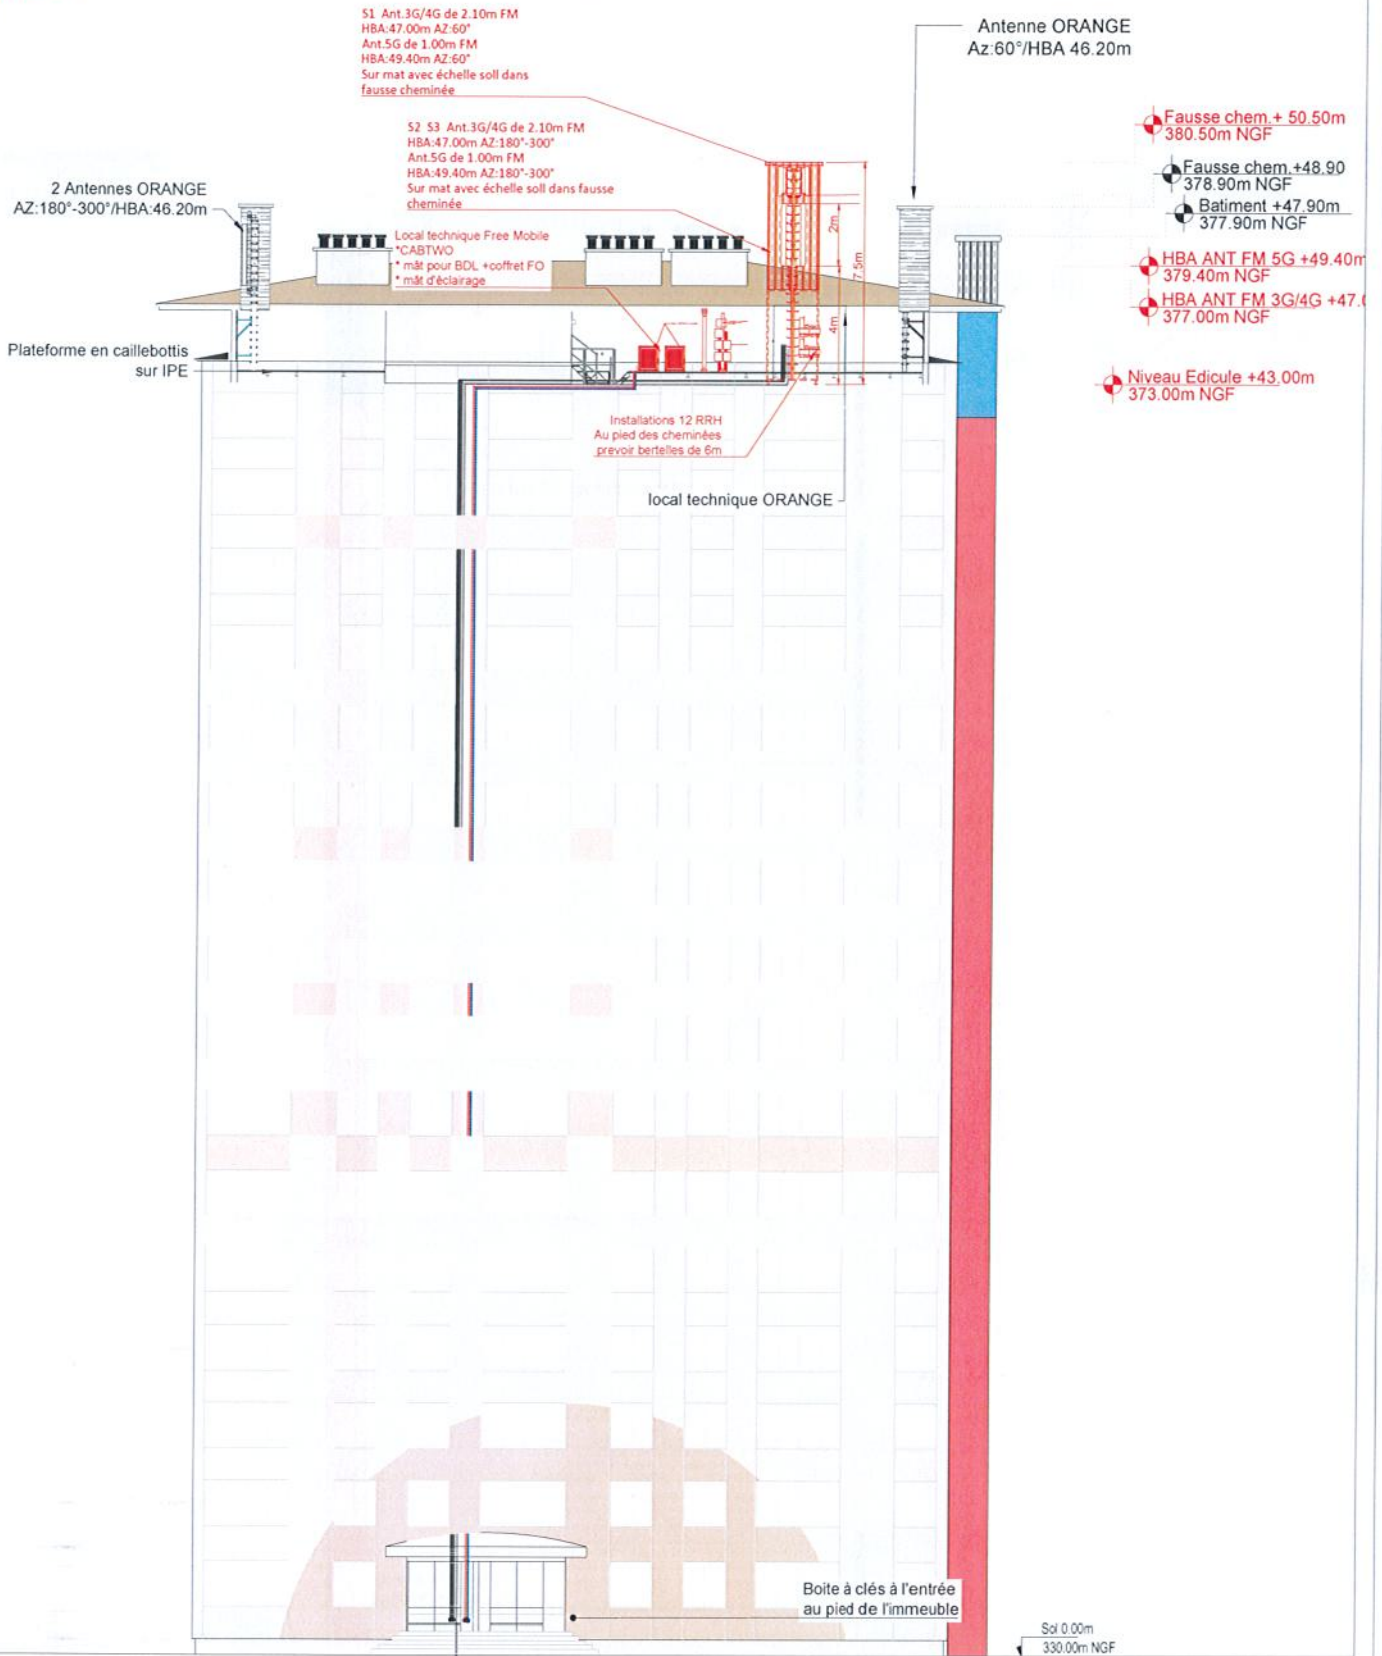 S1 Ant.3G/4G de 2.10m FM
HBA:47.00m AZ:60°
Ant.5G de 1.00m FM
HBA:49.40m AZ:60°
Sur mat avec échelle soll dans
fausse cheminée
Antenne ORANGE
Az:60°/HBA 46.20m
S2 S3 Ant.3G/4G de 2.10m FM
HBA:47.00m AZ:180°-300°
Ant.5G de 1.00m FM
HBA:49.40m AZ:180°-300°
Sur mat avec échelle soll dans fausse
cheminée
2 Antennes ORANGE
AZ:180°-300°/HBA:46.20m
Local technique Free Mobile
*CABTWO
* mât pour BDL +coffret FO
* mât d'éclairage
2m
7.5m
4m
Fausse chem.+ 50.50m
380.50m NGF
Fausse chem.+48.90
378.90m NGF
Batiment +47.90m
377.90m NGF
HBA ANT FM 5G +49.40m
379.40m NGF
HBA ANT FM 3G/4G +47.0
377.00m NGF
Plateforme en caillebottis
sur IPE
Niveau Edicule +43.00m
373.00m NGF
Installations 12 RRH
Au pied des cheminées
prevoir bertelles de 6m
local technique ORANGE
Boite à clés à l'entrée
au pied de l'immeuble
Sol 0.00m
330.00m NGF